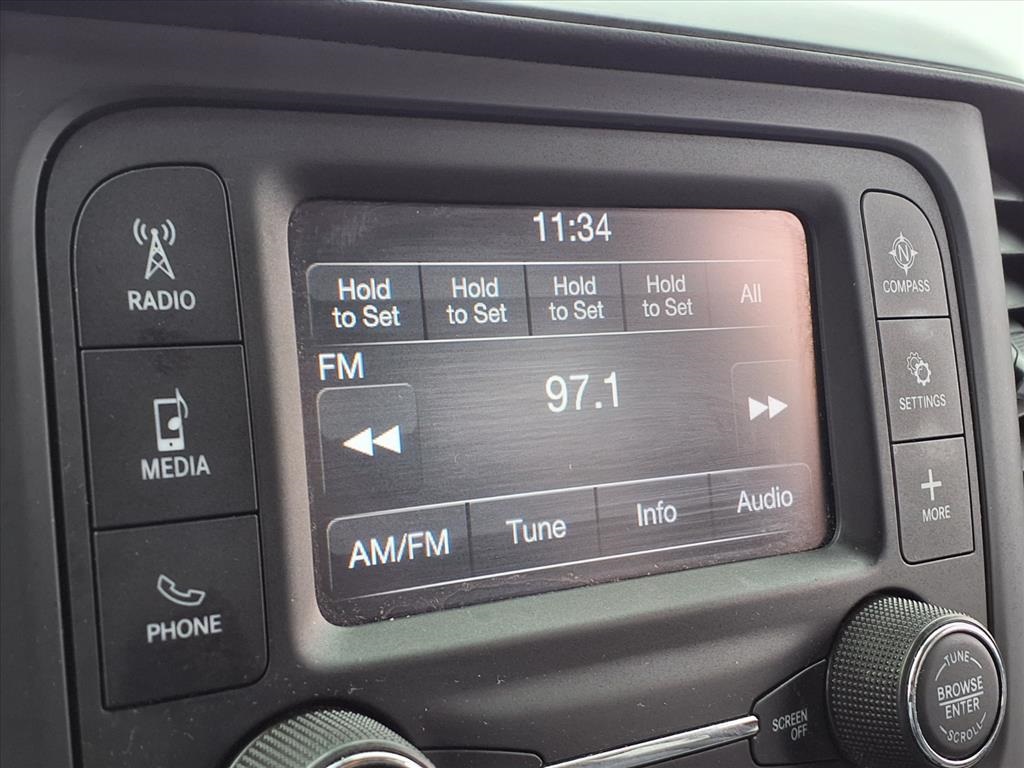 11:34
Hold to Set
Hold to Set
Hold to Set
Hold to Set
All
FM
97.1
AM/FM
Tune
Info
Audio
RADIO
MEDIA
PHONE
N
COMPASS
SETTINGS
+
MORE
SCREEN OFF
TUNE
BROWSE
ENTER
SCROLL